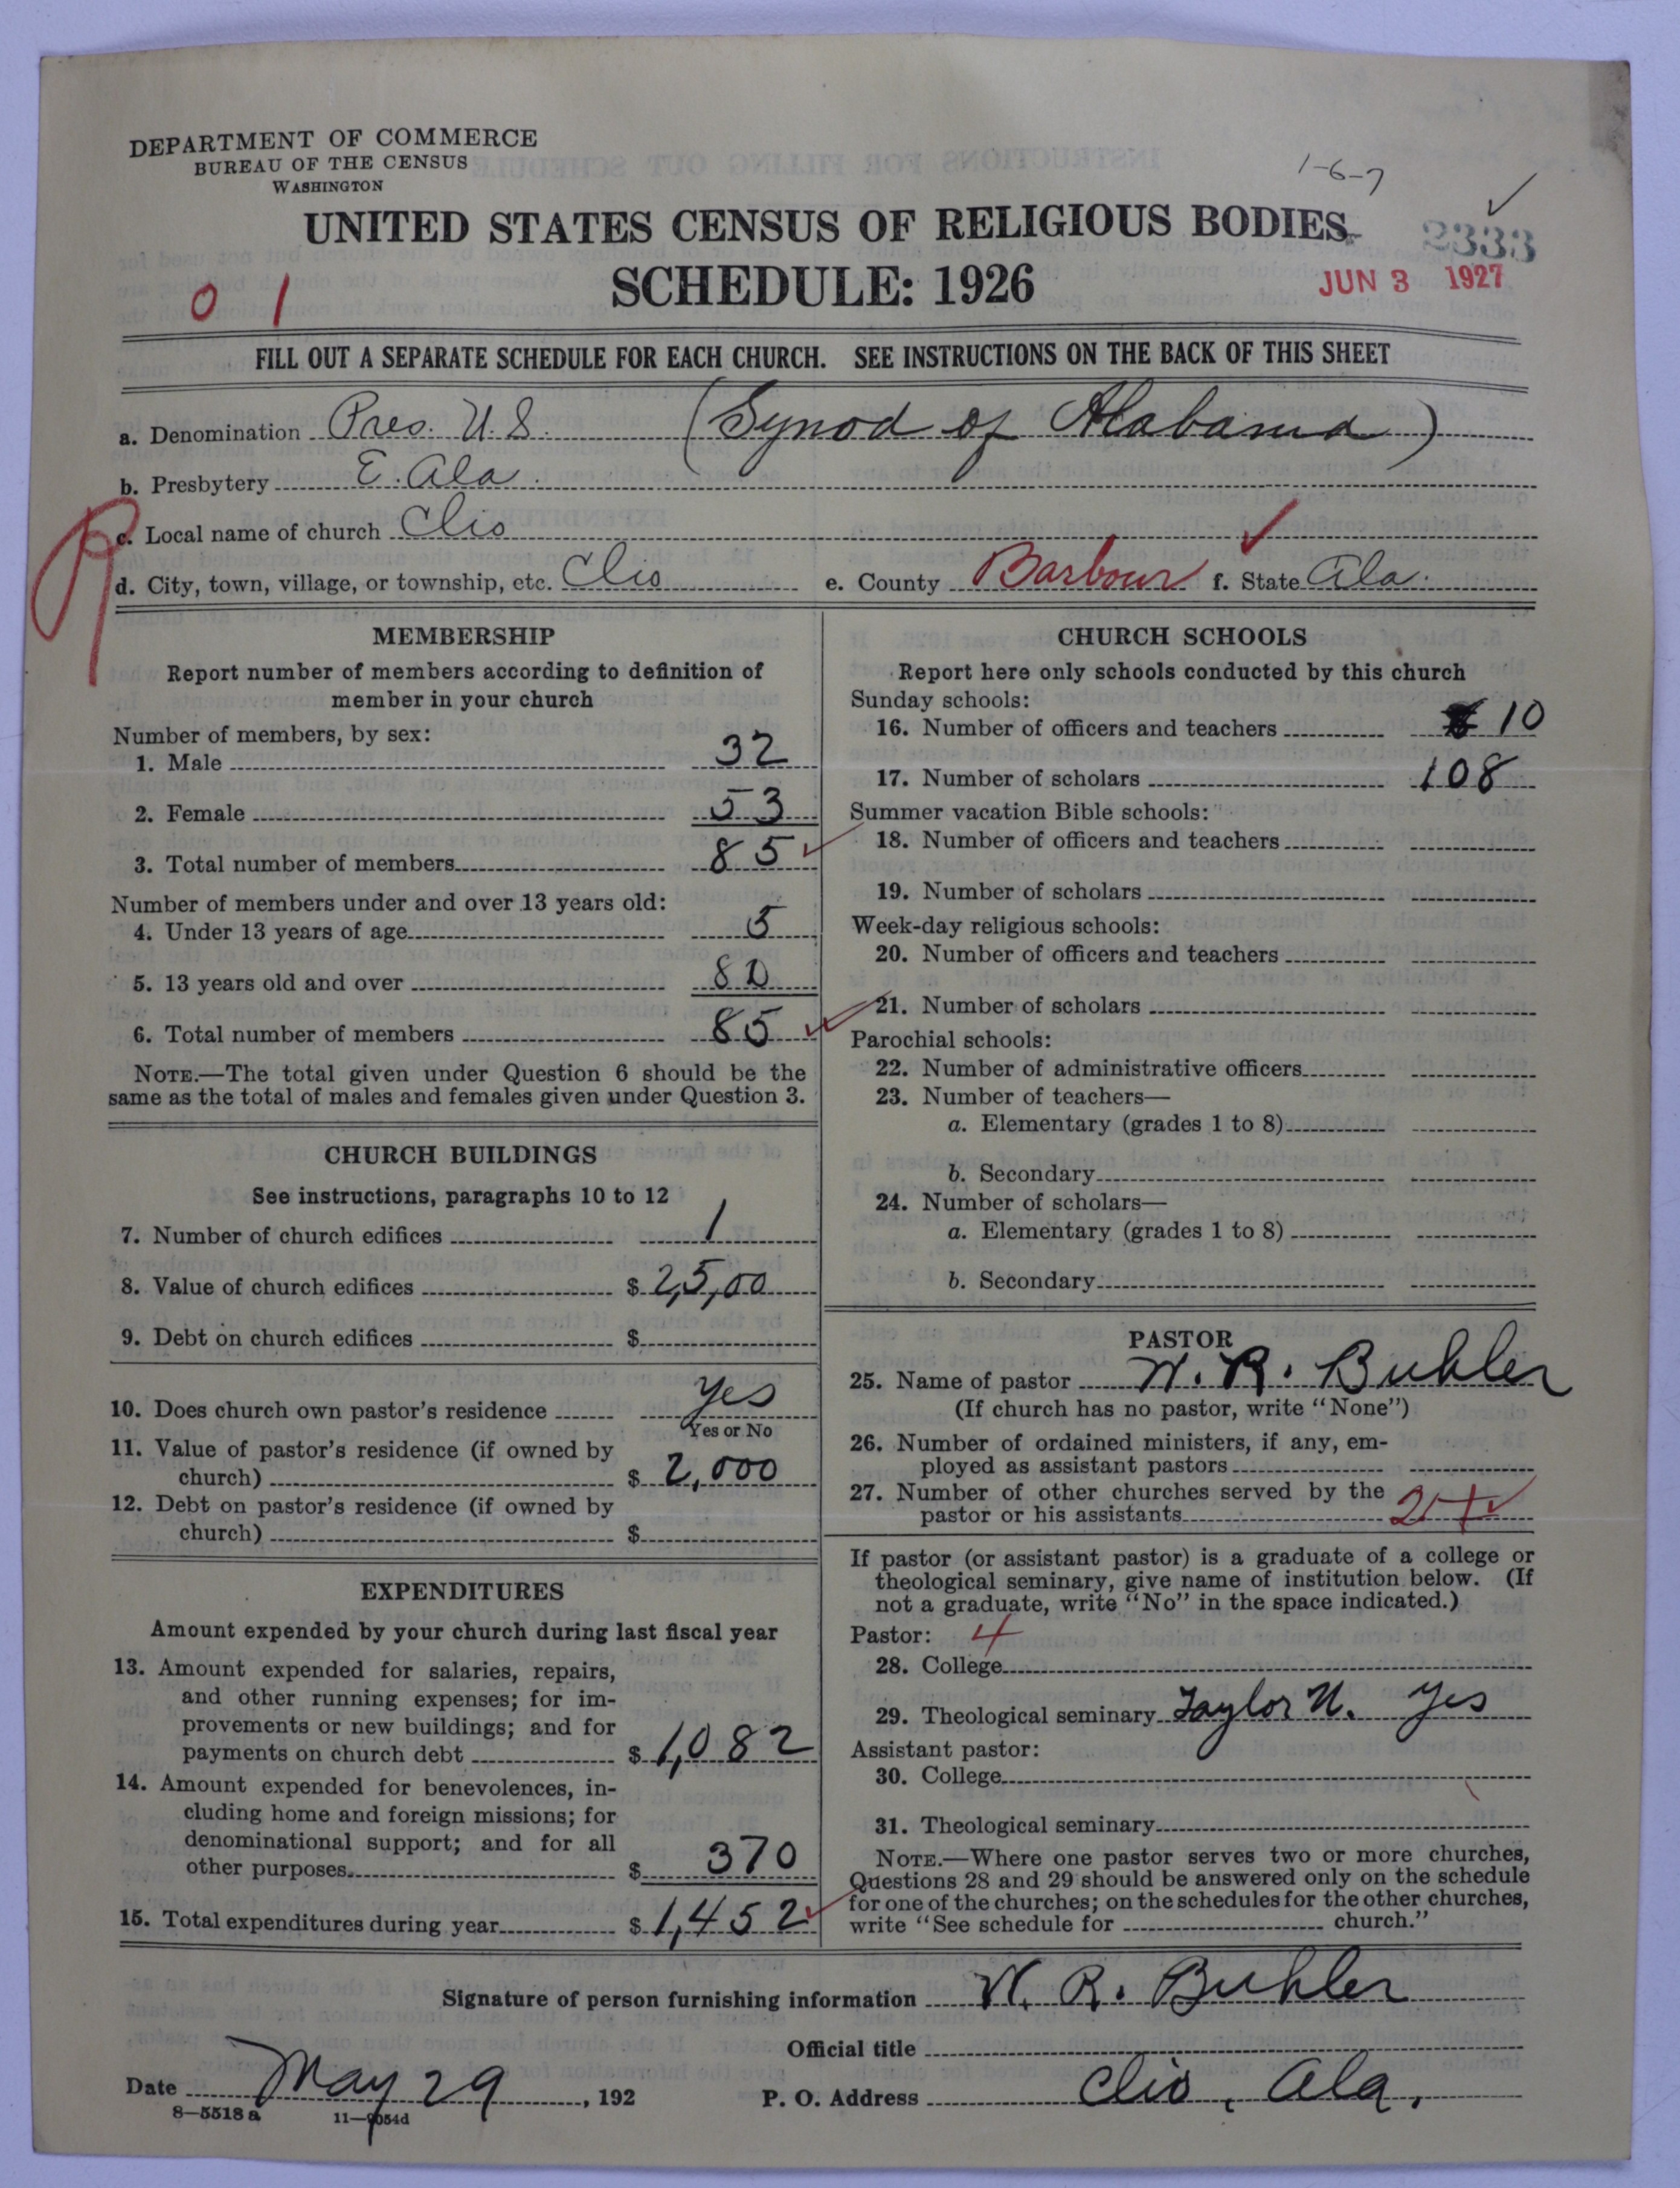 DEPARTMENT OF COMMERCE
BUREAU OF THE CENSUS
WASHINGTON
1-6-7
UNITED STATES CENSUS OF RELIGIOUS BODIES
2333
SCHEDULE: 1926
JUN 3 1927
0 1
FILL OUT A SEPARATE SCHEDULE FOR EACH CHURCH. SEE INSTRUCTIONS ON THE BACK OF THIS SHEET
a. Denomination Pres. U.S. (Synod of Alabama)
b. Presbytery E. Ala.
c. Local name of church Clio
d. City, town, village, or township, etc. Clio e. County Barbour f. State Ala.
MEMBERSHIP
Report number of members according to definition of
member in your church
Number of members, by sex:
1. Male 32
2. Female 53
3. Total number of members 85
Number of members under and over 13 years old:
4. Under 13 years of age 5
5. 13 years old and over 80
6. Total number of members 85
NOTE.—The total given under Question 6 should be the
same as the total of males and females given under Question 3.
CHURCH BUILDINGS
See instructions, paragraphs 10 to 12
7. Number of church edifices 1
8. Value of church edifices $ 2,5,00
9. Debt on church edifices $
10. Does church own pastor's residence yes
Yes or No
11. Value of pastor's residence (if owned by
church) $ 2,000
12. Debt on pastor's residence (if owned by
church) $
EXPENDITURES
Amount expended by your church during last fiscal year
13. Amount expended for salaries, repairs,
and other running expenses; for im-
provements or new buildings; and for
payments on church debt $ 1,082
14. Amount expended for benevolences, in-
cluding home and foreign missions; for
denominational support; and for all
other purposes $ 370
15. Total expenditures during year $ 1,452
CHURCH SCHOOLS
Report here only schools conducted by this church
Sunday schools:
16. Number of officers and teachers 10
17. Number of scholars 108
Summer vacation Bible schools:
18. Number of officers and teachers
19. Number of scholars
Week-day religious schools:
20. Number of officers and teachers
21. Number of scholars
Parochial schools:
22. Number of administrative officers
23. Number of teachers—
a. Elementary (grades 1 to 8)
b. Secondary
24. Number of scholars—
a. Elementary (grades 1 to 8)
b. Secondary
PASTOR
25. Name of pastor W. R. Buhler
(If church has no pastor, write "None")
26. Number of ordained ministers, if any, em-
ployed as assistant pastors
27. Number of other churches served by the
pastor or his assistants 2+
If pastor (or assistant pastor) is a graduate of a college or
theological seminary, give name of institution below. (If
not a graduate, write "No" in the space indicated.)
Pastor: 4
28. College
29. Theological seminary Taylor U. yes
Assistant pastor:
30. College
31. Theological seminary
NOTE.—Where one pastor serves two or more churches,
Questions 28 and 29 should be answered only on the schedule
for one of the churches; on the schedules for the other churches,
write "See schedule for church."
Signature of person furnishing information W. R. Buhler
Official title
Date May 29, 192 P. O. Address Clio, Ala,
8—5518 a 11—9054d